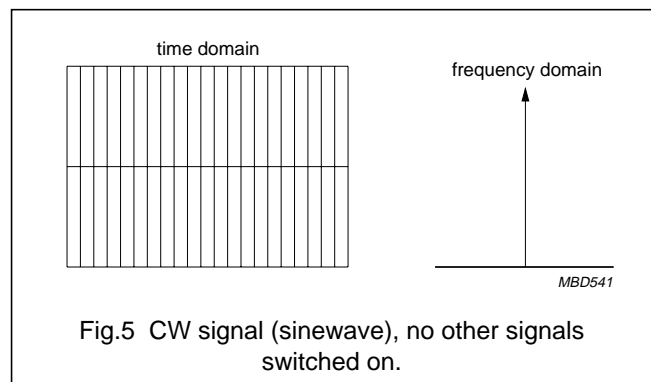 time domain
frequency domain
MBD541
Fig.5 CW signal (sinewave), no other signals
switched on.